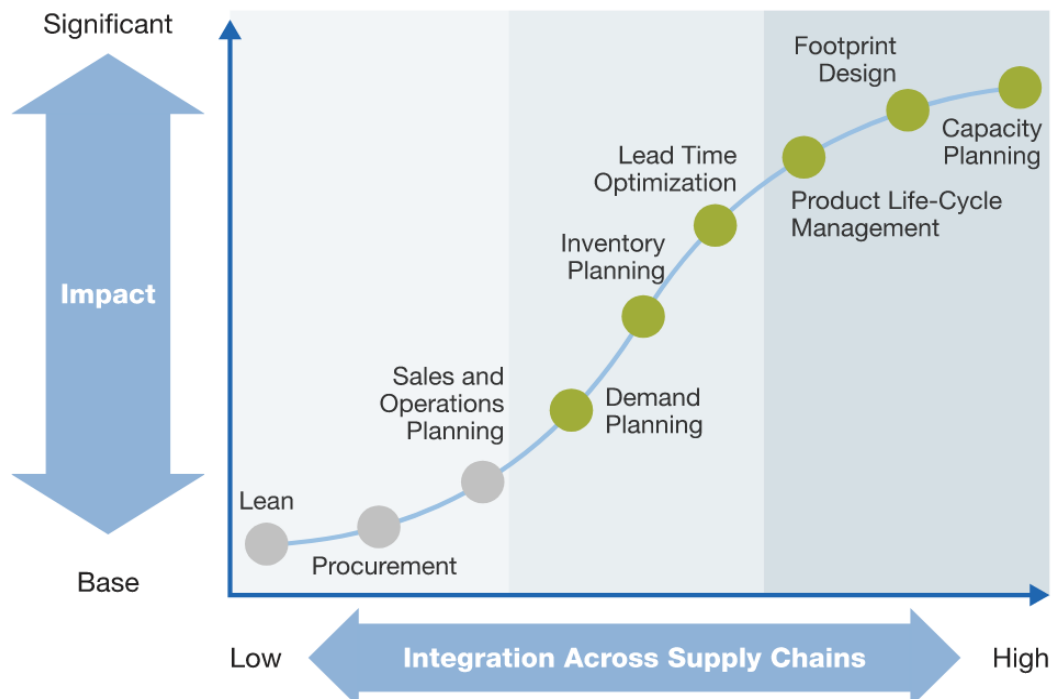 Significant
Impact
Base
Footprint
Design
Capacity
Planning
Lead Time
Optimization
Product Life-Cycle
Management
Inventory
Planning
Sales and
Operations
Planning
Demand
Planning
Lean
Procurement
Low
Integration Across Supply Chains
High